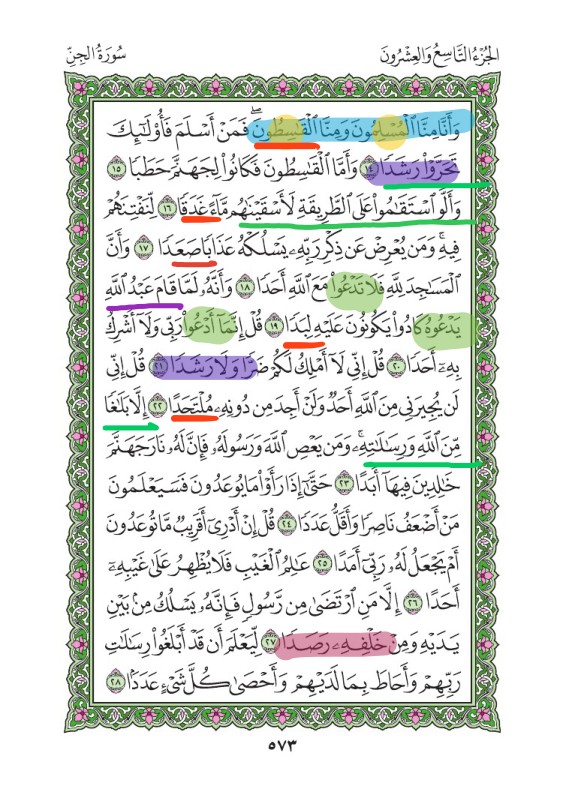 الجُزْءُ التَّاسِعُ وَالعِشْرُونَ
سُورَةُ الجِنِّ
وَأَنَّا مِنَّا ٱلْمُسْلِمُونَ وَمِنَّا ٱلْقَٰسِطُونَۖ فَمَنْ أَسْلَمَ فَأُو۟لَٰٓئِكَ
تَحَرَّوْا۟ رَشَدًا ١٤ وَأَمَّا ٱلْقَٰسِطُونَ فَكَانُوا۟ لِجَهَنَّمَ حَطَبًا ١٥
وَأَلَّوِ ٱسْتَقَٰمُوا۟ عَلَى ٱلطَّرِيقَةِ لَأَسْقَيْنَٰهُم مَّآءً غَدَقًا ١٦ لِّنَفْتِنَهُمْ
فِيهِۚ وَمَن يُعْرِضْ عَن ذِكْرِ رَبِّهِۦ يَسْلُكْهُ عَذَابًا صَعَدًا ١٧ وَأَنَّ
ٱلْمَسَٰجِدَ لِلَّهِ فَلَا تَدْعُوا۟ مَعَ ٱللَّهِ أَحَدًا ١٨ وَأَنَّهُۥ لَمَّا قَامَ عَبْدُ ٱللَّهِ
يَدْعُوهُ كَادُوا۟ يَكُونُونَ عَلَيْهِ لِبَدًا ١٩ قُلْ إِنَّمَآ أَدْعُوا۟ رَبِّى وَلَآ أُشْرِكُ
بِهِۦٓ أَحَدًا ٢٠ قُلْ إِنِّى لَآ أَمْلِكُ لَكُمْ ضَرًّا وَلَا رَشَدًا ٢١ قُلْ إِنِّى
لَن يُجِيرَنِى مِنَ ٱللَّهِ أَحَدٌ وَلَنْ أَجِدَ مِن دُونِهِۦ مُلْتَحَدًا ٢٢ إِلَّا بَلَٰغًا
مِّنَ ٱللَّهِ وَرِسَٰلَٰتِهِۦۚ وَمَن يَعْصِ ٱللَّهَ وَرَسُولَهُۥ فَإِنَّ لَهُۥ نَارَ جَهَنَّمَ
خَٰلِدِينَ فِيهَآ أَبَدًا ٢٣ حَتَّىٰٓ إِذَا رَأَوْا۟ مَا يُوعَدُونَ فَسَيَعْلَمُونَ
مَنْ أَضْعَفُ نَاصِرًا وَأَقَلُّ عَدَدًا ٢٤ قُلْ إِنْ أَدْرِىٓ أَقَرِيبٌ مَّا تُوعَدُونَ
أَمْ يَجْعَلُ لَهُۥ رَبِّىٓ أَمَدًا ٢٥ عَٰلِمُ ٱلْغَيْبِ فَلَا يُظْهِرُ عَلَىٰ غَيْبِهِۦٓ
أَحَدًا ٢٦ إِلَّا مَنِ ٱرْتَضَىٰ مِن رَّسُولٍ فَإِنَّهُۥ يَسْلُكُ مِنۢ بَيْنِ
يَدَيْهِ وَمِنْ خَلْفِهِۦ رَصَدًا ٢٧ لِّيَعْلَمَ أَن قَدْ أَبْلَغُوا۟ رِسَٰلَٰتِ
رَبِّهِمْ وَأَحَاطَ بِمَا لَدَيْهِمْ وَأَحْصَىٰ كُلَّ شَىْءٍ عَدَدًۢا ٢٨
٥٧٣